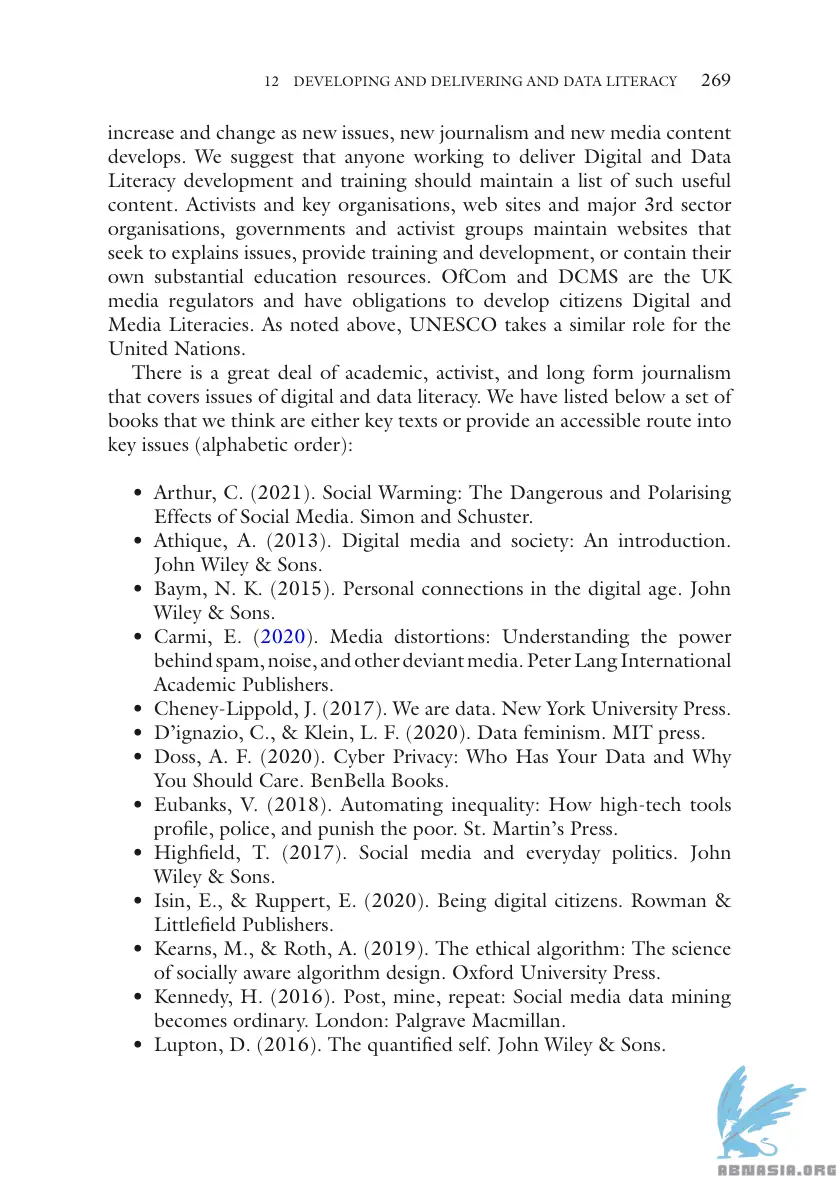 12 DEVELOPING AND DELIVERING AND DATA LITERACY 269
increase and change as new issues, new journalism and new media content
develops. We suggest that anyone working to deliver Digital and Data
Literacy development and training should maintain a list of such useful
content. Activists and key organisations, web sites and major 3rd sector
organisations, governments and activist groups maintain websites that
seek to explains issues, provide training and development, or contain their
own substantial education resources. OfCom and DCMS are the UK
media regulators and have obligations to develop citizens Digital and
Media Literacies. As noted above, UNESCO takes a similar role for the
United Nations.
There is a great deal of academic, activist, and long form journalism
that covers issues of digital and data literacy. We have listed below a set of
books that we think are either key texts or provide an accessible route into
key issues (alphabetic order):
• Arthur, C. (2021). Social Warming: The Dangerous and Polarising
Effects of Social Media. Simon and Schuster.
• Athique, A. (2013). Digital media and society: An introduction.
John Wiley & Sons.
• Baym, N. K. (2015). Personal connections in the digital age. John
Wiley & Sons.
• Carmi, E. (2020). Media distortions: Understanding the power
behind spam, noise, and other deviant media. Peter Lang International
Academic Publishers.
• Cheney-Lippold, J. (2017). We are data. New York University Press.
• D'ignazio, C., & Klein, L. F. (2020). Data feminism. MIT press.
• Doss, A. F. (2020). Cyber Privacy: Who Has Your Data and Why
You Should Care. BenBella Books.
• Eubanks, V. (2018). Automating inequality: How high-tech tools
profile, police, and punish the poor. St. Martin's Press.
• Highfield, T. (2017). Social media and everyday politics. John
Wiley & Sons.
• Isin, E., & Ruppert, E. (2020). Being digital citizens. Rowman &
Littlefield Publishers.
• Kearns, M., & Roth, A. (2019). The ethical algorithm: The science
of socially aware algorithm design. Oxford University Press.
• Kennedy, H. (2016). Post, mine, repeat: Social media data mining
becomes ordinary. London: Palgrave Macmillan.
• Lupton, D. (2016). The quantified self. John Wiley & Sons.
ABNASIA.ORG